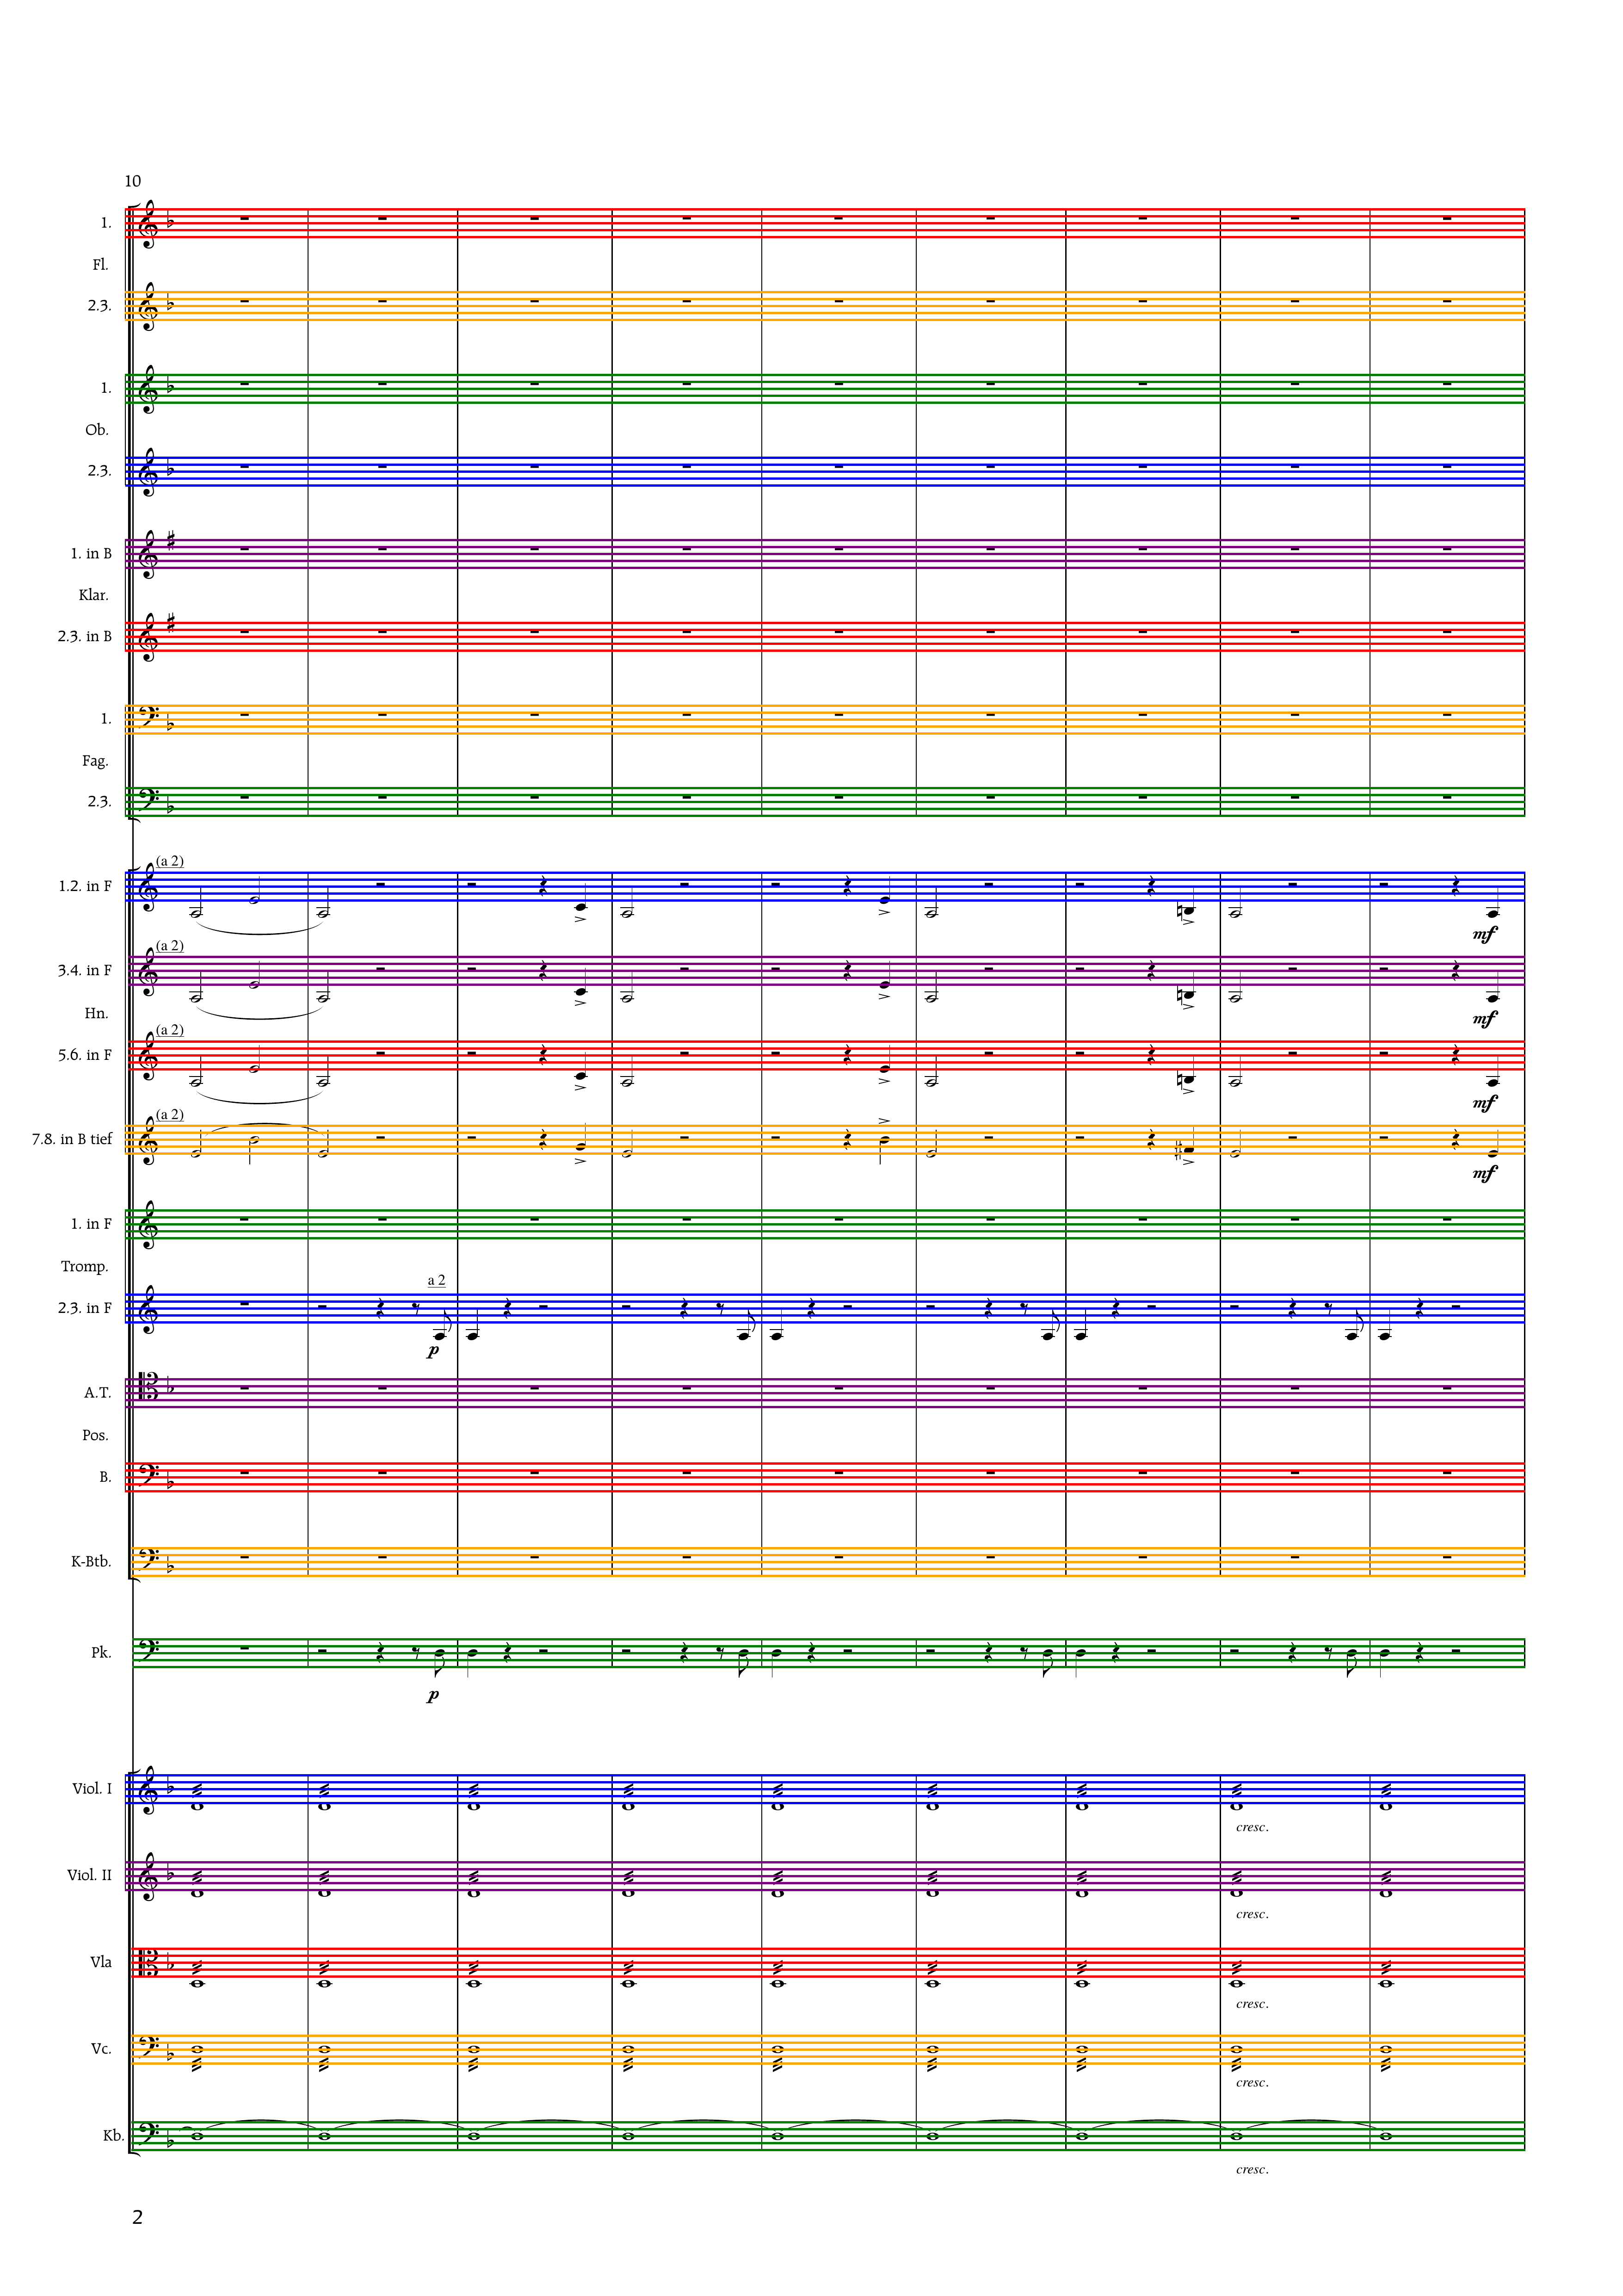 10
1.
Fl.
2.3.
1.
Ob.
2.3.
1. in B
Klar.
2.3. in B
1.
Fag.
2.3.
(a 2)
1.2. in F
mf
(a 2)
3.4. in F
Hn.
mf
(a 2)
5.6. in F
mf
(a 2)
7.8. in B tief
mf
1. in F
Tromp.
a 2
2.3. in F
p
A.T.
Pos.
B.
K-Btb.
Pk.
p
Viol. I
cresc.
Viol. II
cresc.
Vla
cresc.
Vc.
cresc.
Kb.
cresc.
2